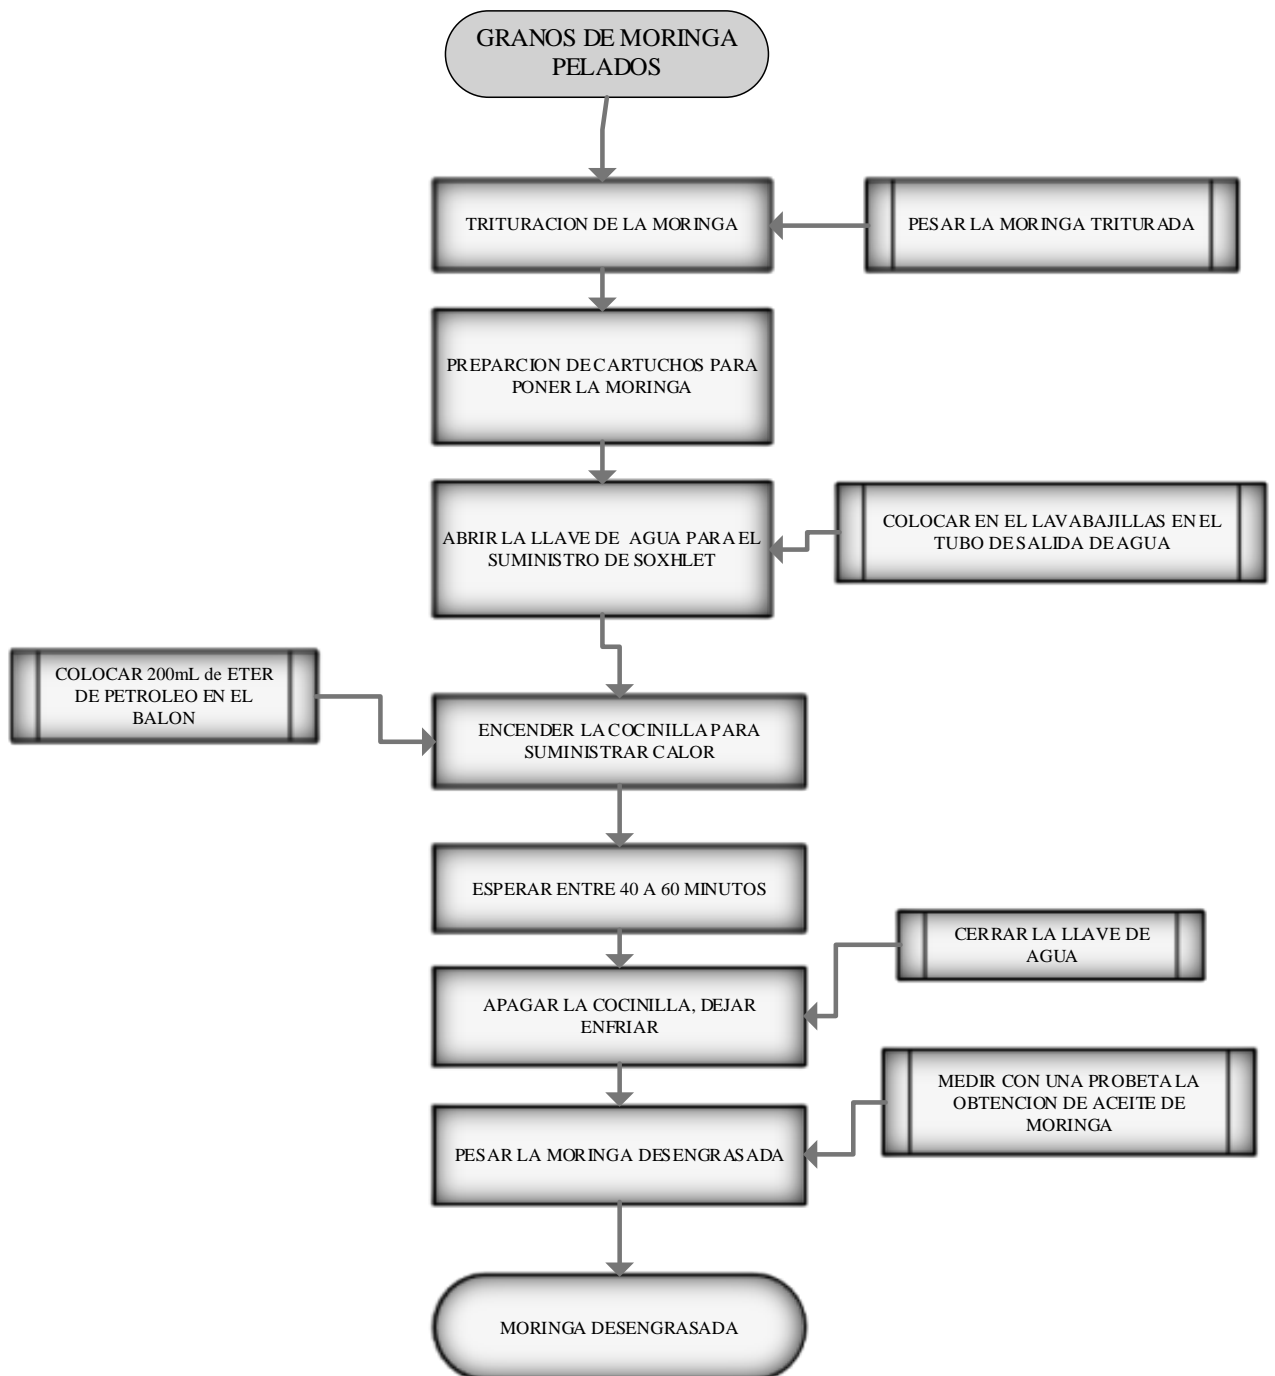 GRANOS DE MORINGA
PELADOS
TRITURACION DE LA MORINGA
PESAR LA MORINGA TRITURADA
PREPARCION DE CARTUCHOS PARA
PONER LA MORINGA
ABRIR LA LLAVE DE AGUA PARA EL
SUMINISTRO DE SOXHLET
COLOCAR EN EL LAVABAJILLAS EN EL
TUBO DE SALIDA DE AGUA
COLOCAR 200mL de ETER
DE PETROLEO EN EL
BALON
ENCENDER LA COCINILLA PARA
SUMINISTRAR CALOR
ESPERAR ENTRE 40 A 60 MINUTOS
CERRAR LA LLAVE DE
AGUA
APAGAR LA COCINILLA, DEJAR
ENFRIAR
MEDIR CON UNA PROBETA LA
OBTENCION DE ACEITE DE
MORINGA
PESAR LA MORINGA DESENGRASADA
MORINGA DESENGRASADA